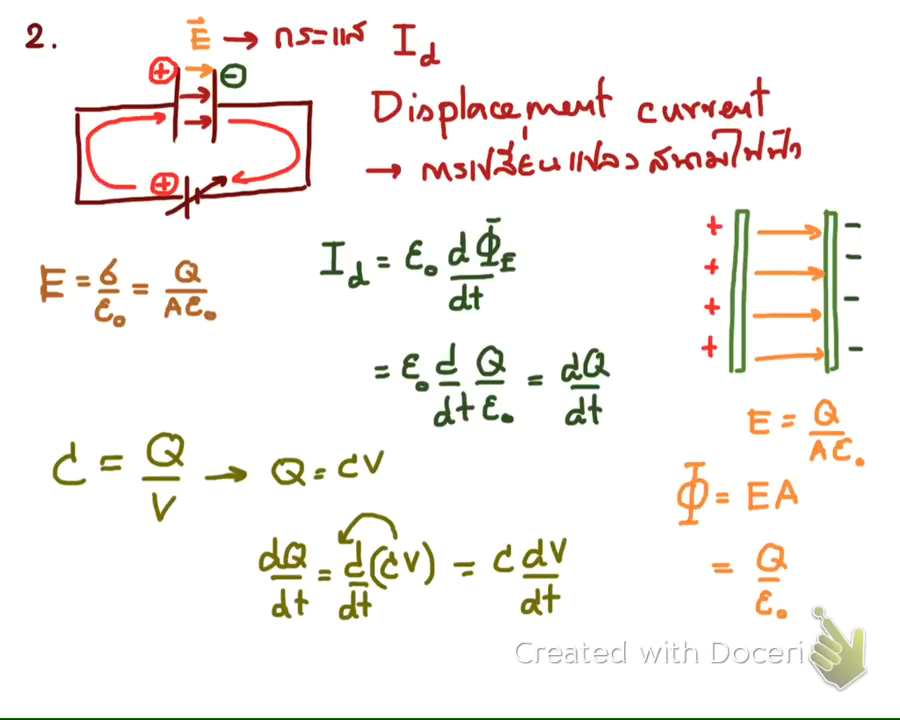 2.
E⃗ → กระแส I_d
⊕ ⊖
Displacement current
⊕
→ การเปลี่ยนแปลงสนามไฟฟ้า
E = σ/ε₀ = Q/Aε₀
I_d = ε₀ dΦ_E/dt
= ε₀ d/dt Q/ε₀ = dQ/dt
+ −
+ −
+ −
+ −
E = Q/Aε₀
Φ = EA
= Q/ε₀
C = Q/V → Q = CV
dQ/dt = d/dt (CV) = C dV/dt
Created with Doceri